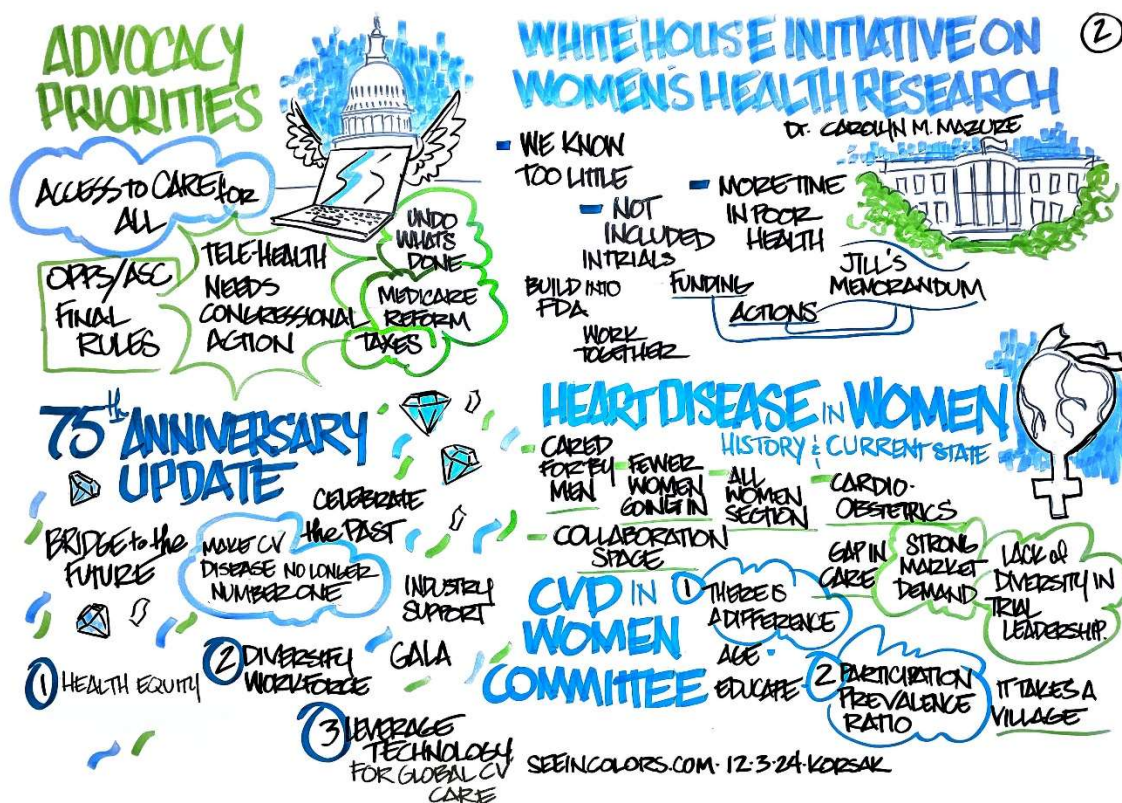 ADVOCACY
PRIORITIES
ACCESS to CARE for
ALL
OPPS/ASC
FINAL
RULES
TELE-HEALTH
NEEDS
CONGRESSIONAL
ACTION
UNDO
WHAT'S
DONE
MEDICARE
REFORM
TAXES
2
WHITE HOUSE INITIATIVE ON
WOMEN'S HEALTH RESEARCH
Dr. CAROLYN M. MAZURE
- WE KNOW
TOO LITTLE
- NOT
INCLUDED
IN TRIALS
- MORE TIME
IN POOR
HEALTH
BUILD INTO
FDA
WORK
TOGETHER
FUNDING
ACTIONS
JILL'S
MEMORANDUM
75th ANNIVERSARY
UPDATE
BRIDGE to the
FUTURE
MAKE CV
DISEASE NO LONGER
NUMBER ONE
CELEBRATE
the PAST
INDUSTRY
SUPPORT
GALA
1 HEALTH EQUITY
2 DIVERSIFY
WORKFORCE
3 LEVERAGE
TECHNOLOGY
FOR GLOBAL CV
CARE
HEART DISEASE IN WOMEN
HISTORY & CURRENT STATE
- CARED
FOR BY
MEN
- FEWER
WOMEN
GOING IN
- ALL
WOMEN
SECTION
- CARDIO-
OBSTETRICS
- COLLABORATION
SPACE
GAP IN
CARE
STRONG
MARKET
DEMAND
LACK of
DIVERSITY IN
TRIAL
LEADERSHIP.
CVD IN
WOMEN
COMMITTEE
1 THERE IS
A DIFFERENCE
AGE -
EDUCATE -
2 PARTICIPATION
PREVALENCE
RATIO
IT TAKES A
VILLAGE
SEEINCOLORS.COM · 12·3·24 · KORSAK